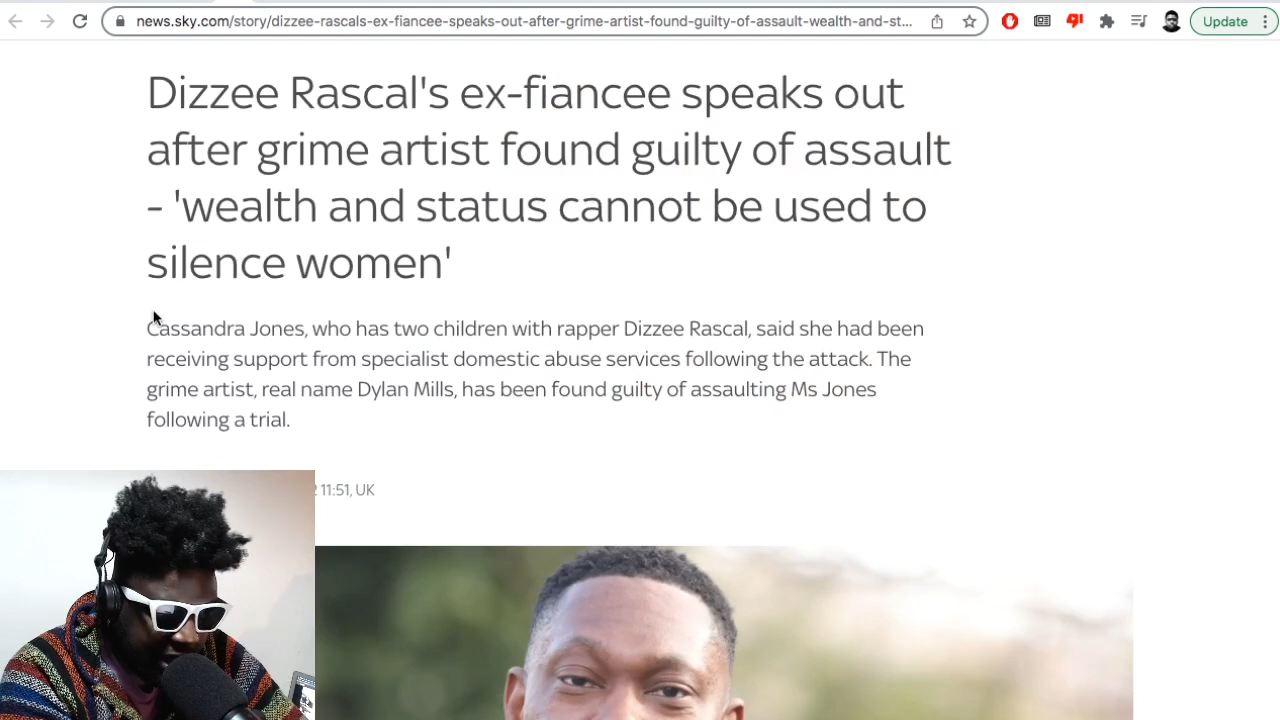 news.sky.com/story/dizzee-rascals-ex-fiancee-speaks-out-after-grime-artist-found-guilty-of-assault-wealth-and-st...
Update
Dizzee Rascal's ex-fiancee speaks out
after grime artist found guilty of assault
- 'wealth and status cannot be used to
silence women'
Cassandra Jones, who has two children with rapper Dizzee Rascal, said she had been
receiving support from specialist domestic abuse services following the attack. The
grime artist, real name Dylan Mills, has been found guilty of assaulting Ms Jones
following a trial.
11:51, UK